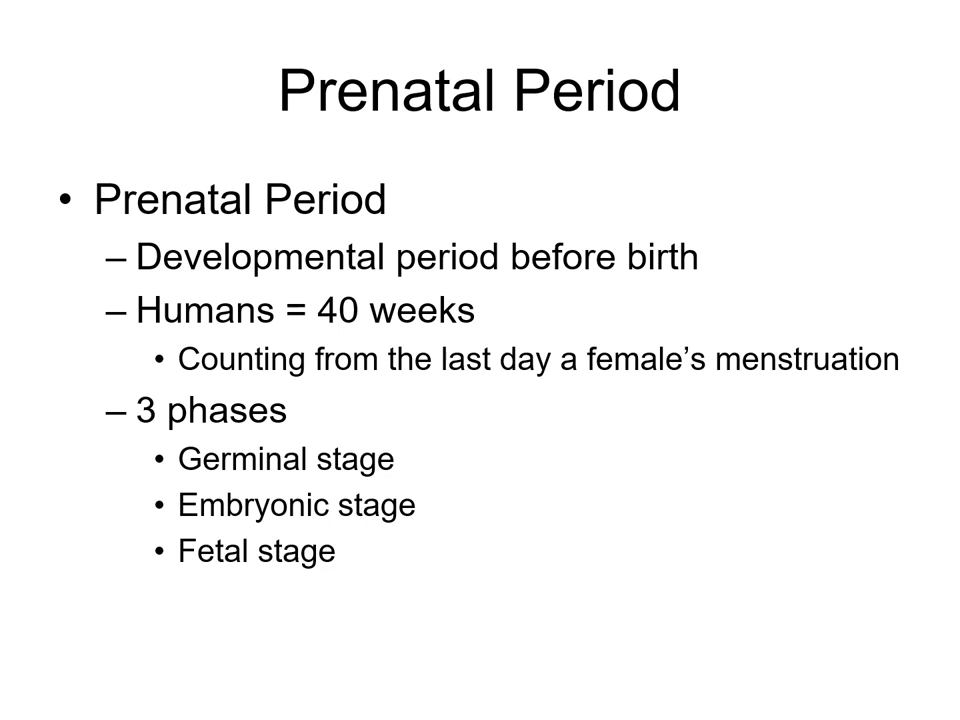 Prenatal Period
• Prenatal Period
– Developmental period before birth
– Humans = 40 weeks
• Counting from the last day a female’s menstruation
– 3 phases
• Germinal stage
• Embryonic stage
• Fetal stage